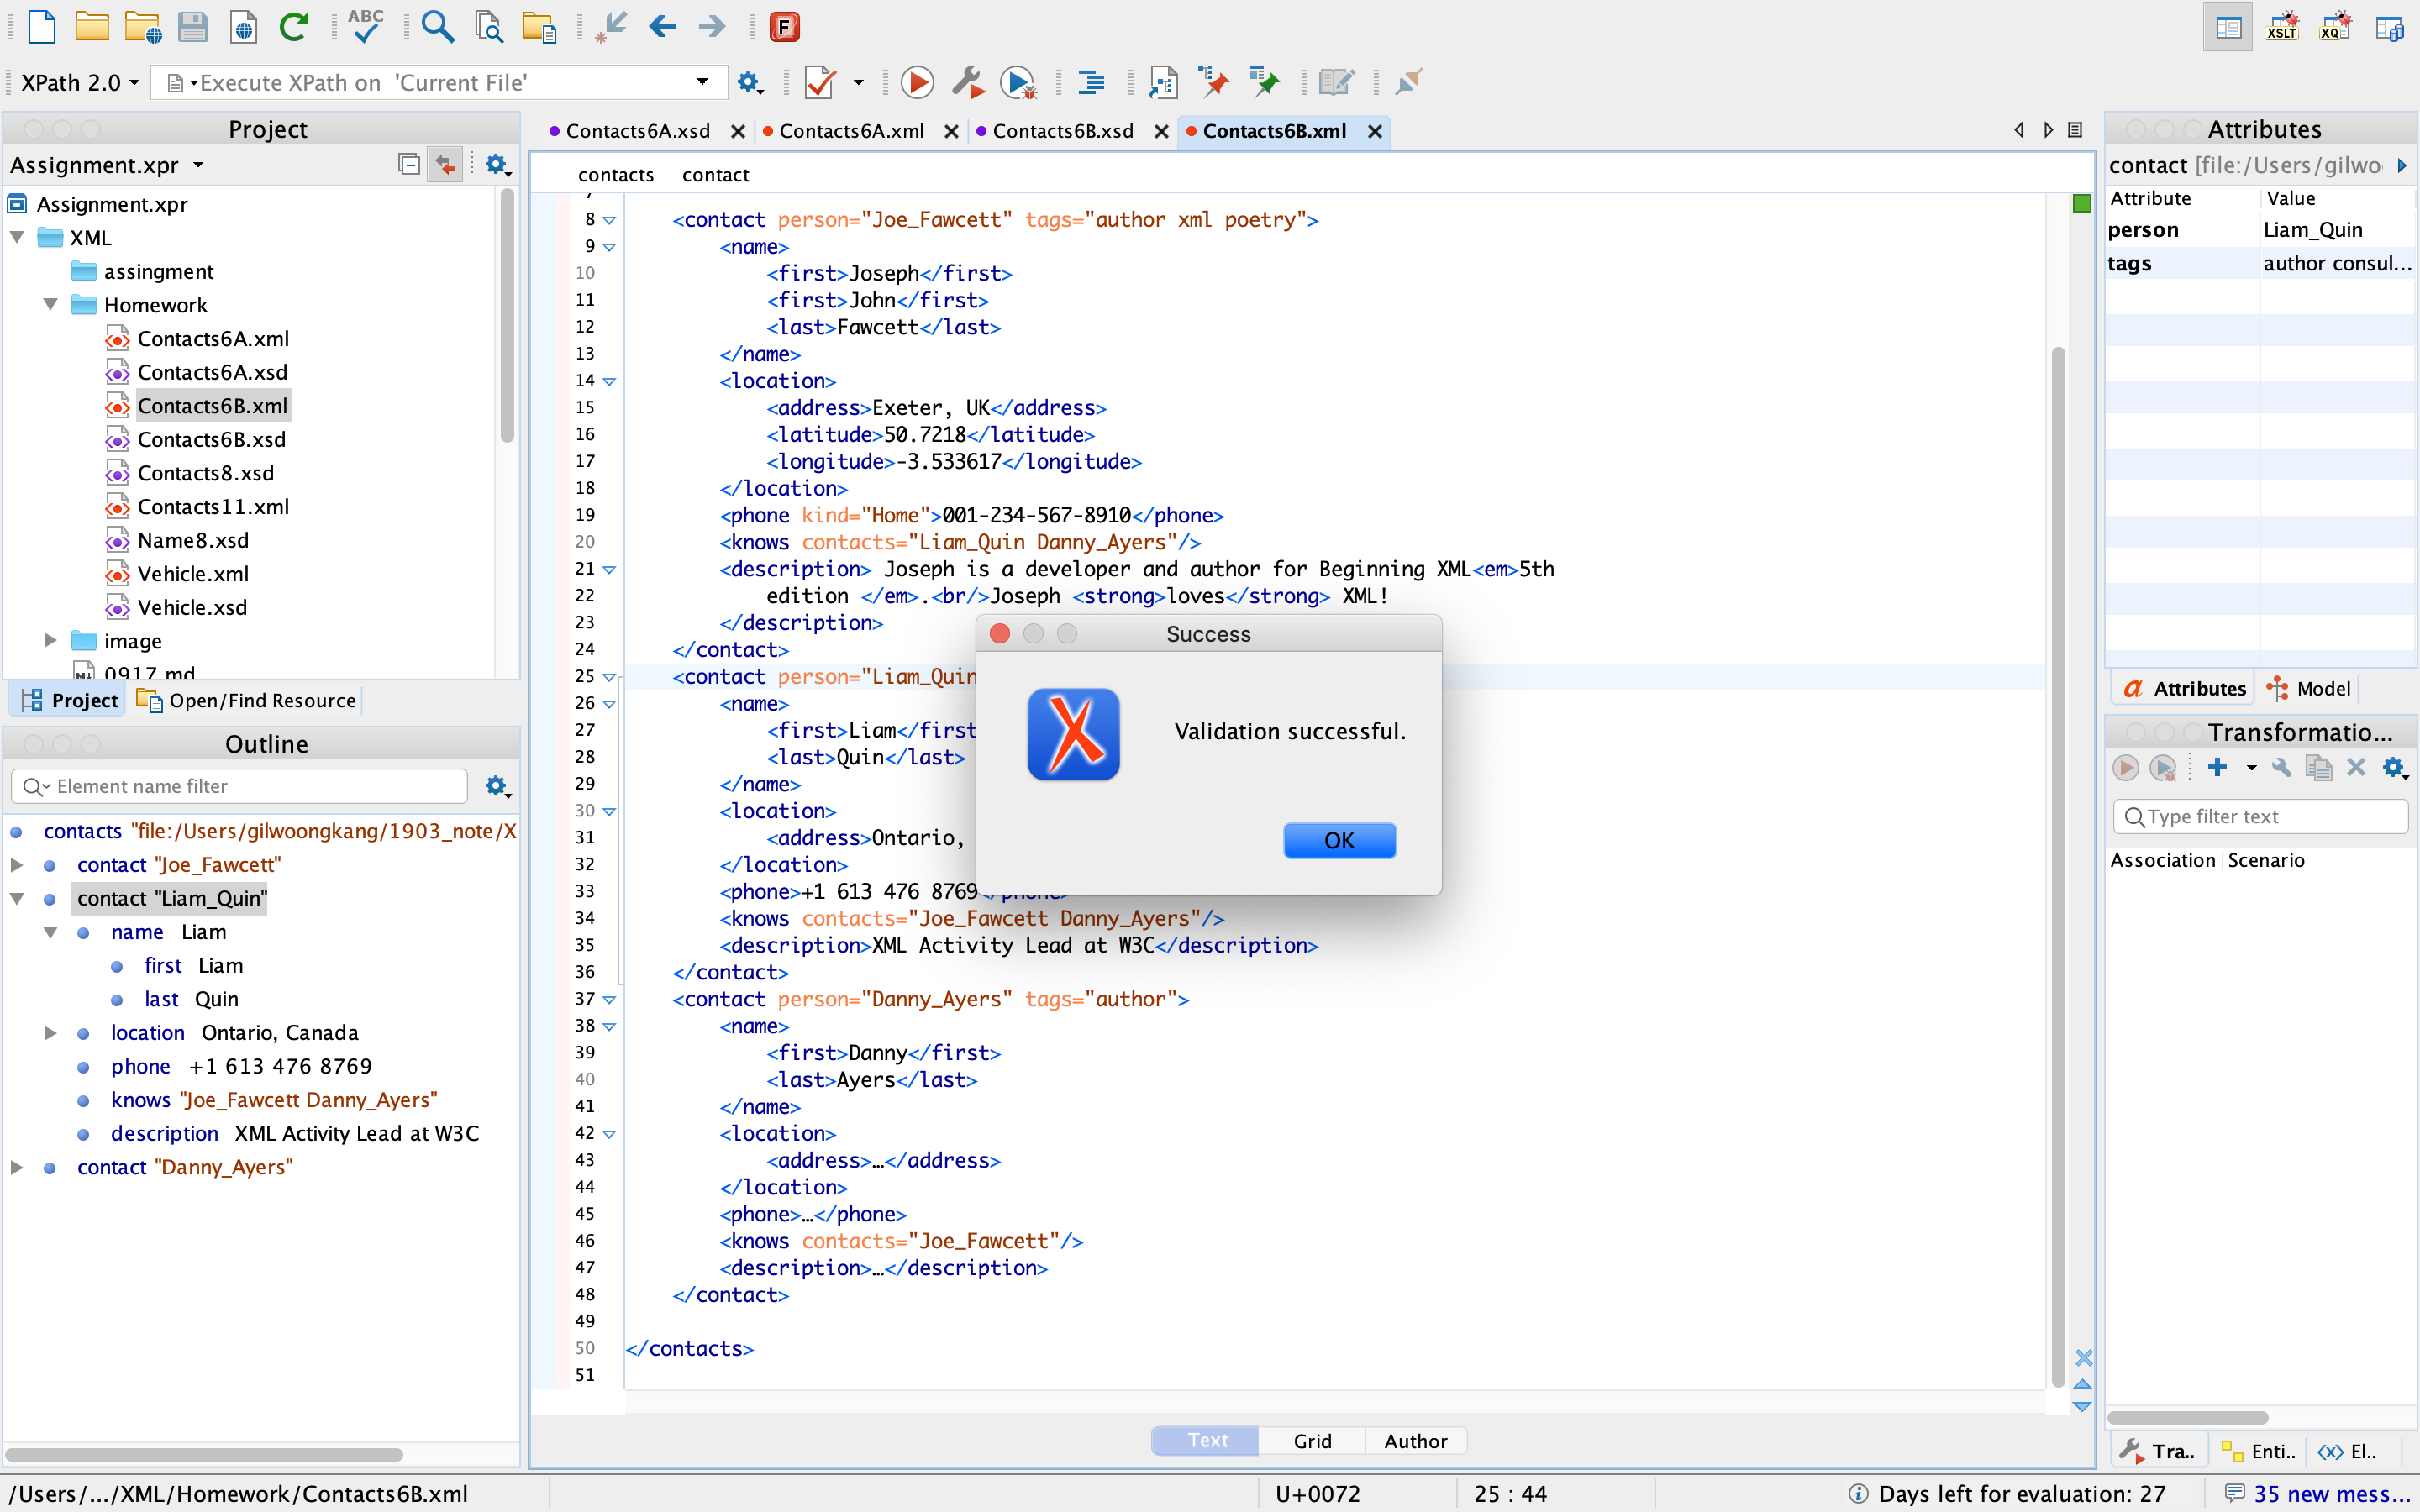 ABC
F
XSLT
XQ
XPath 2.0
Execute XPath on 'Current File'
Project
Assignment.xpr
Assignment.xpr
XML
assingment
Homework
Contacts6A.xml
Contacts6A.xsd
Contacts6B.xml
Contacts6B.xsd
Contacts8.xsd
Contacts11.xml
Name8.xsd
Vehicle.xml
Vehicle.xsd
image
0917.md
Project
Open/Find Resource
Outline
Element name filter
contacts "file:/Users/gilwoongkang/1903_note/X
contact "Joe_Fawcett"
contact "Liam_Quin"
name Liam
first Liam
last Quin
location Ontario, Canada
phone +1 613 476 8769
knows "Joe_Fawcett Danny_Ayers"
description XML Activity Lead at W3C
contact "Danny_Ayers"
Contacts6A.xsd
Contacts6A.xml
Contacts6B.xsd
Contacts6B.xml
contacts contact
7
8 <contact person="Joe_Fawcett" tags="author xml poetry">
9 <name>
10 <first>Joseph</first>
11 <first>John</first>
12 <last>Fawcett</last>
13 </name>
14 <location>
15 <address>Exeter, UK</address>
16 <latitude>50.7218</latitude>
17 <longitude>-3.533617</longitude>
18 </location>
19 <phone kind="Home">001-234-567-8910</phone>
20 <knows contacts="Liam_Quin Danny_Ayers"/>
21 <description> Joseph is a developer and author for Beginning XML<em>5th
22 edition </em>.<br/>Joseph <strong>loves</strong> XML!
23 </description>
24 </contact>
25 <contact person="Liam_Quin
26 <name>
27 <first>Liam</first
28 <last>Quin</last>
29 </name>
30 <location>
31 <address>Ontario,
32 </location>
33 <phone>+1 613 476 8769</phone>
34 <knows contacts="Joe_Fawcett Danny_Ayers"/>
35 <description>XML Activity Lead at W3C</description>
36 </contact>
37 <contact person="Danny_Ayers" tags="author">
38 <name>
39 <first>Danny</first>
40 <last>Ayers</last>
41 </name>
42 <location>
43 <address>…</address>
44 </location>
45 <phone>…</phone>
46 <knows contacts="Joe_Fawcett"/>
47 <description>…</description>
48 </contact>
49
50 </contacts>
51
Success
Validation successful.
OK
Text Grid Author
Attributes
contact [file:/Users/gilwo
Attribute Value
person Liam_Quin
tags author consul...
Attributes Model
Transformatio...
Type filter text
Association Scenario
Tra.. Enti.. El..
/Users/.../XML/Homework/Contacts6B.xml
U+0072
25 : 44
Days left for evaluation: 27
35 new mess...